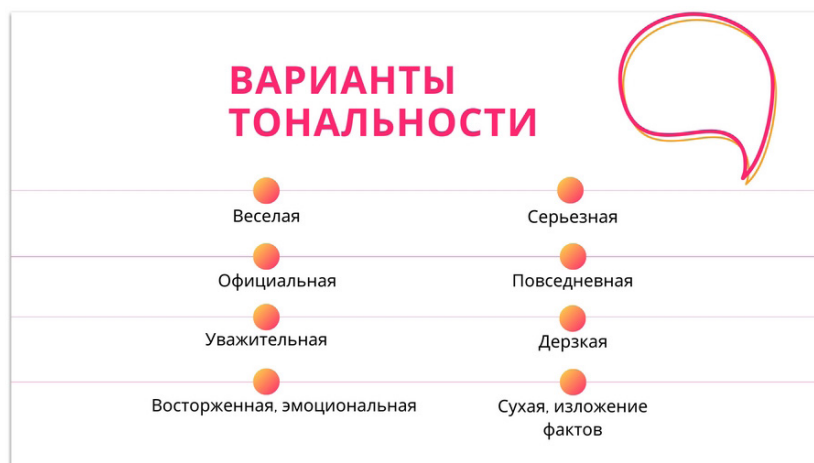 ВАРИАНТЫ
ТОНАЛЬНОСТИ
Веселая
Серьезная
Официальная
Повседневная
Уважительная
Дерзкая
Восторженная, эмоциональная
Сухая, изложение
фактов